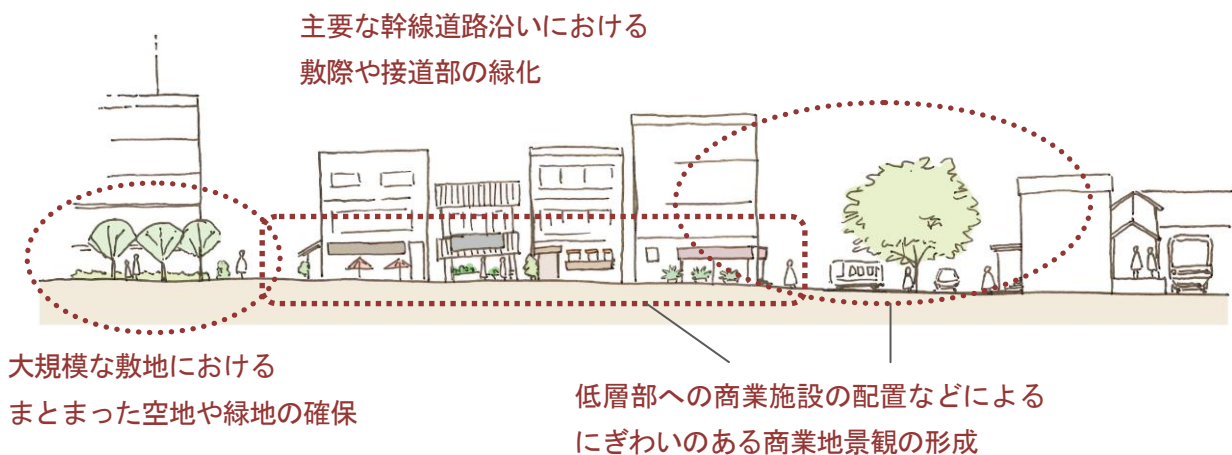 主要な幹線道路沿いにおける
敷際や接道部の緑化
大規模な敷地における
まとまった空地や緑地の確保
低層部への商業施設の配置などによる
にぎわいのある商業地景観の形成